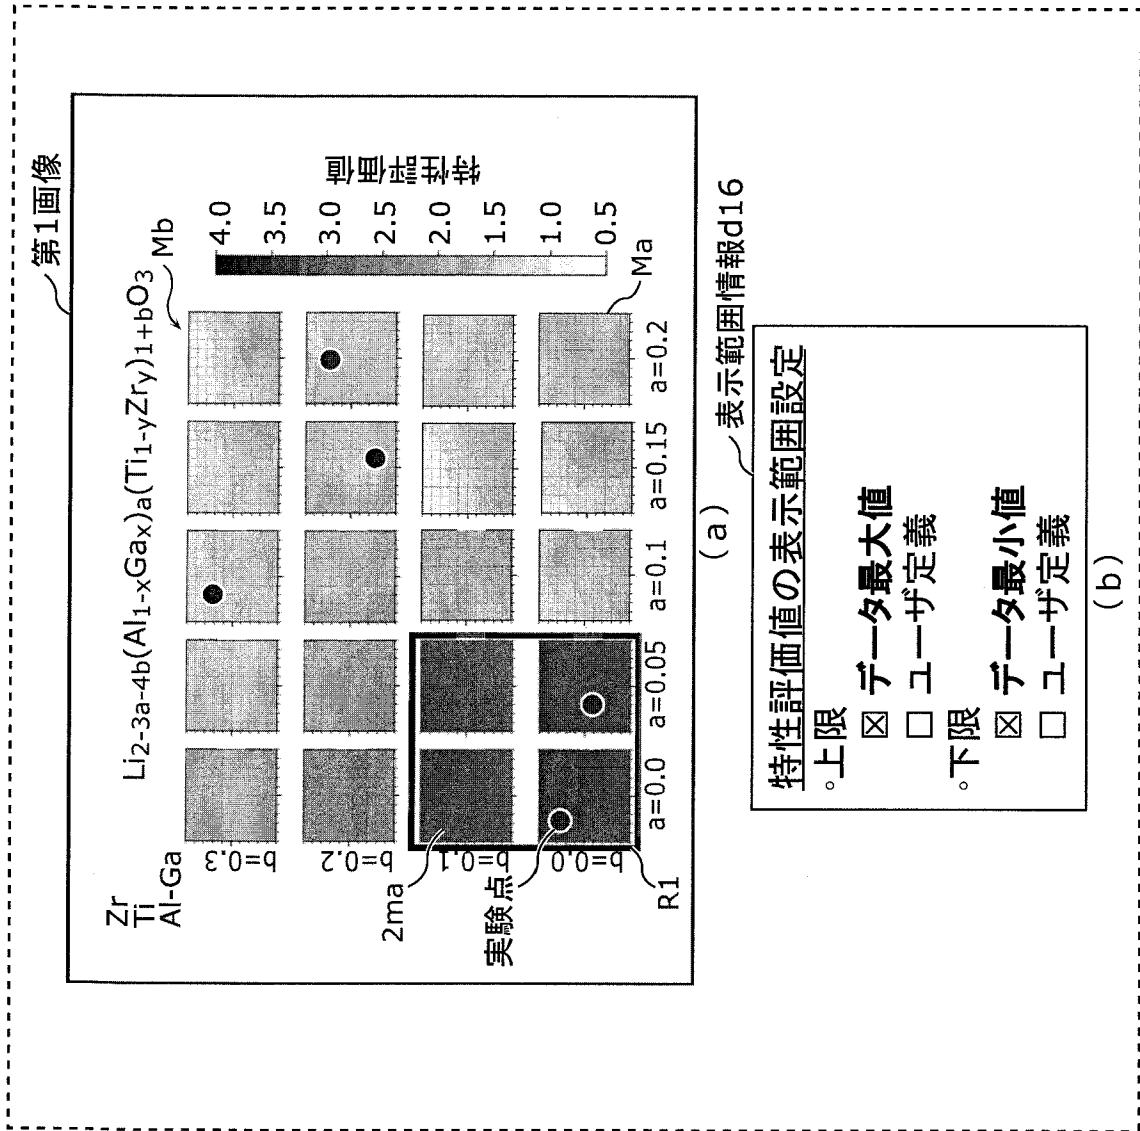 第1画像
Zr
Ti
Al-Ga
Li2-3a-4b(Al1-xGax)a(Ti1-yZry)1+bO3
Mb
b=0.3
b=0.2
b=0.1
b=0.0
2ma
実験点
R1
a=0.0
a=0.05
a=0.1
a=0.15
a=0.2
Ma
4.0
3.5
3.0
2.5
2.0
1.5
1.0
0.5
特性評価値
(a)
表示範囲情報d16
特性評価値の表示範囲設定
。上限
☒ データ最大値
□ ユーザ定義
。下限
☒ データ最小値
□ ユーザ定義
(b)